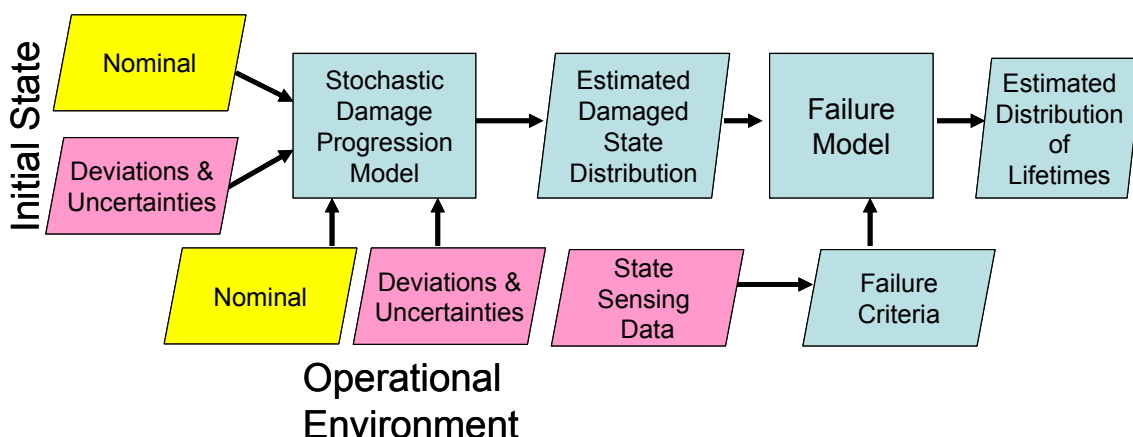 Initial State
Nominal
Deviations &
Uncertainties
Stochastic
Damage
Progression
Model
Estimated
Damaged
State
Distribution
Failure
Model
Estimated
Distribution
of
Lifetimes
Nominal
Deviations &
Uncertainties
State
Sensing
Data
Failure
Criteria
Operational
Environment